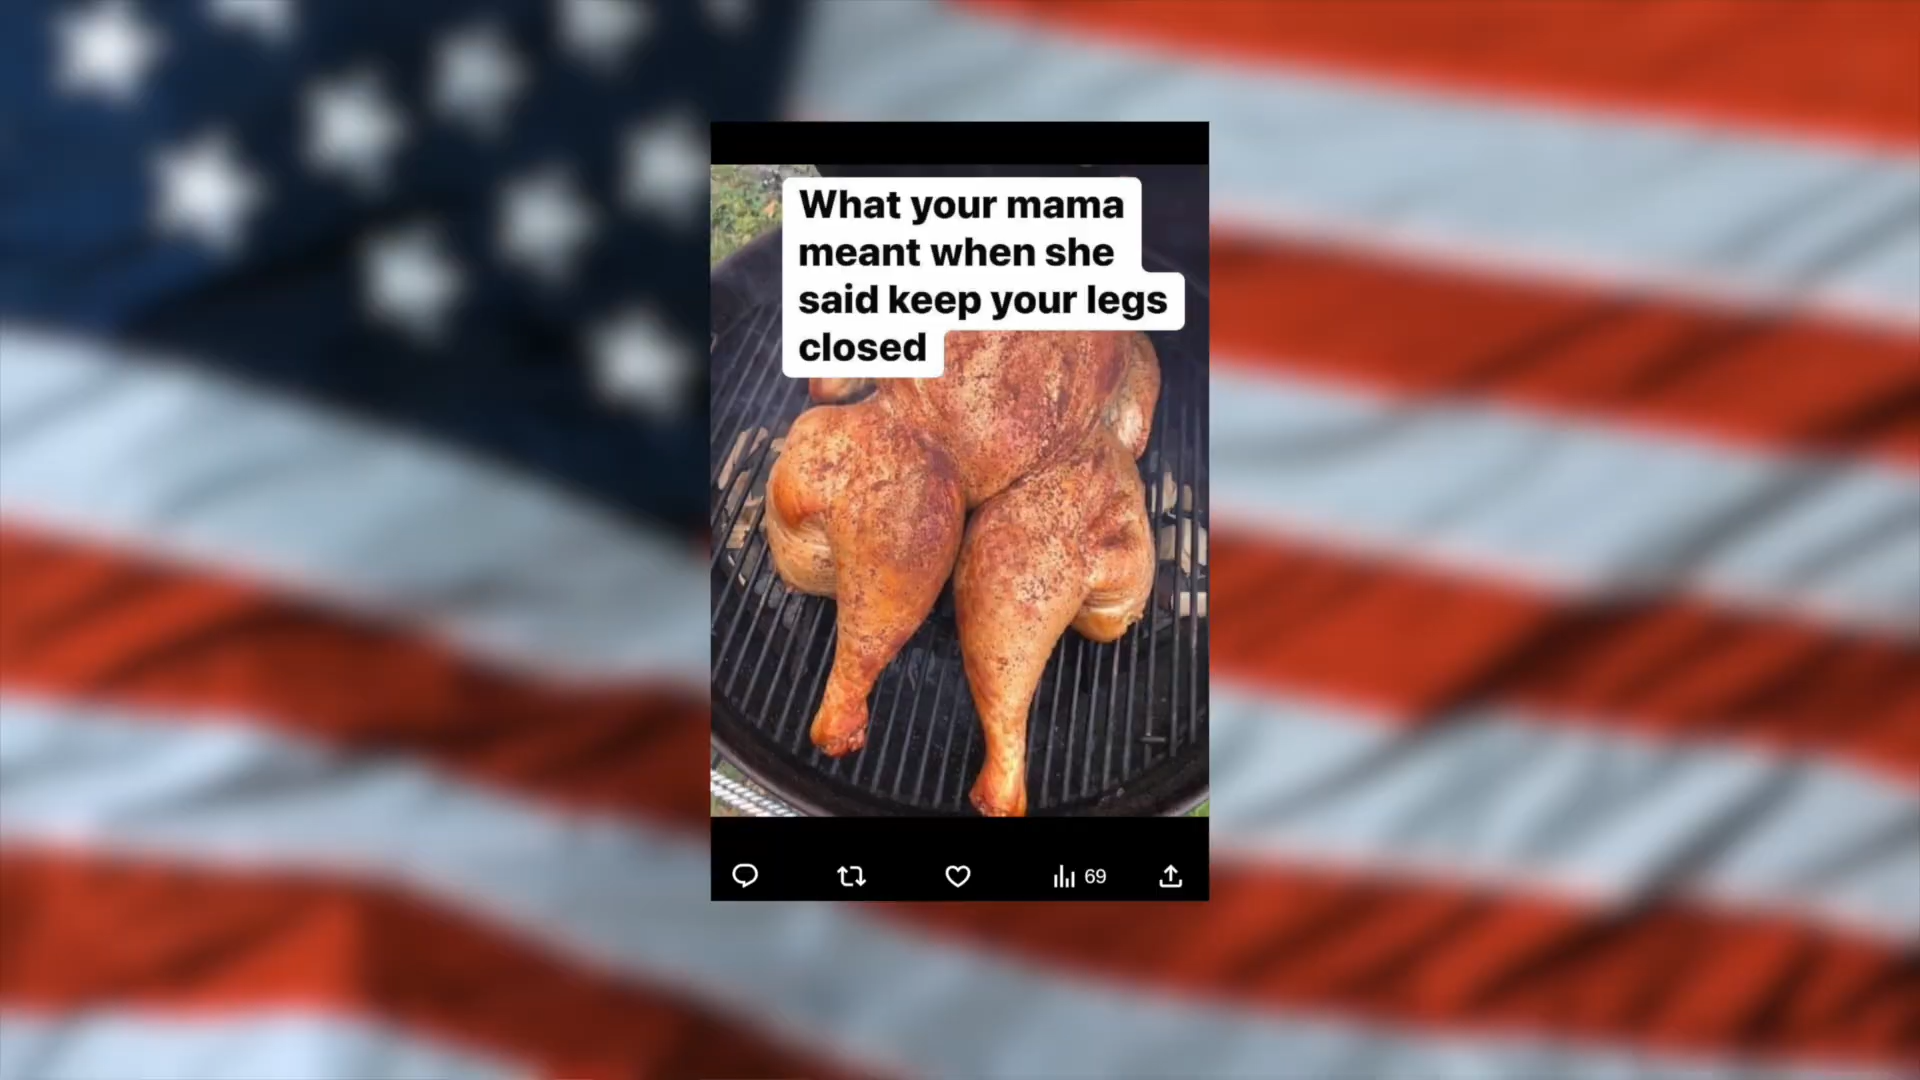 What your mama
meant when she
said keep your legs
closed
69